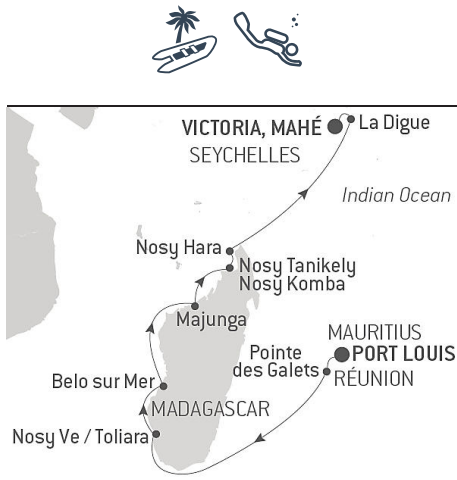 VICTORIA, MAHÉ
La Digue
SEYCHELLES
Indian Ocean
Nosy Hara
Nosy Tanikely
Nosy Komba
Majunga
MAURITIUS
Pointe
des Galets
PORT LOUIS
RÉUNION
Belo sur Mer
MADAGASCAR
Nosy Ve / Toliara